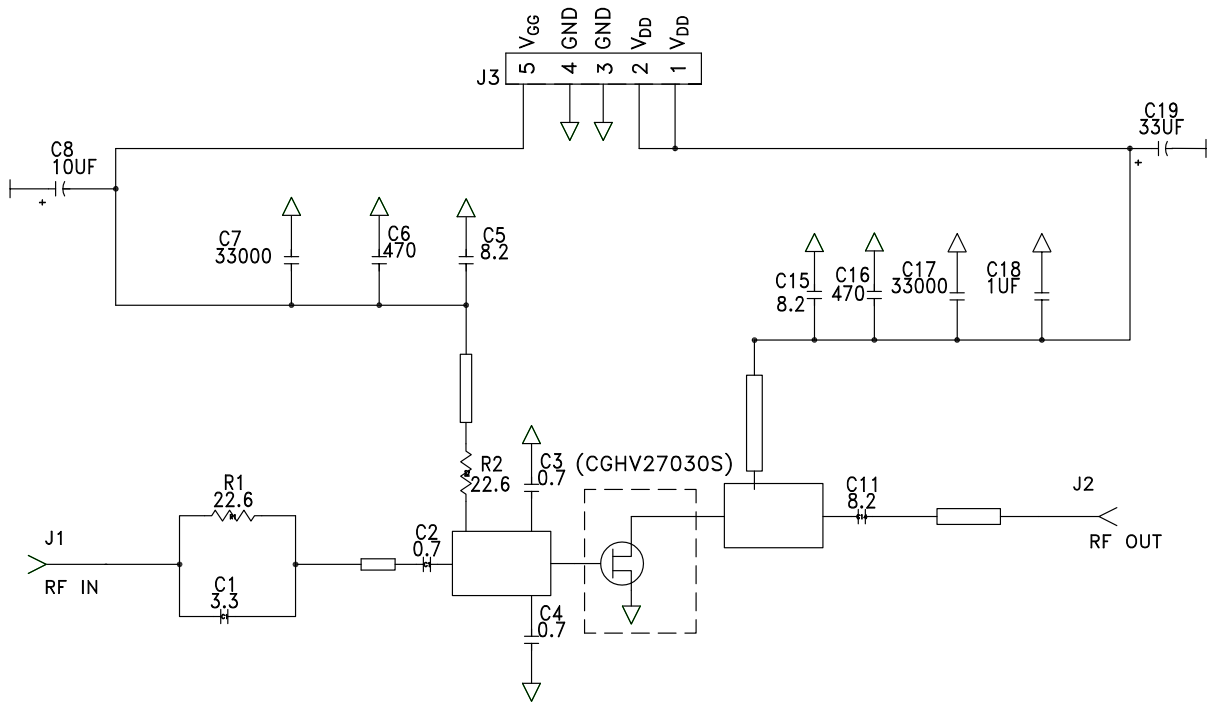 VGG
GND
GND
VDD
VDD
J3
5
4
3
2
1
C8
10UF
+
C19
33UF
+
C7
33000
C6
470
C5
8.2
C15
8.2
C16
470
C17
33000
C18
1UF
R2
22.6
C3
0.7
(CGHV27030S)
R1
22.6
J1
RF IN
C1
3.3
C2
0.7
C4
0.7
C11
8.2
J2
RF OUT